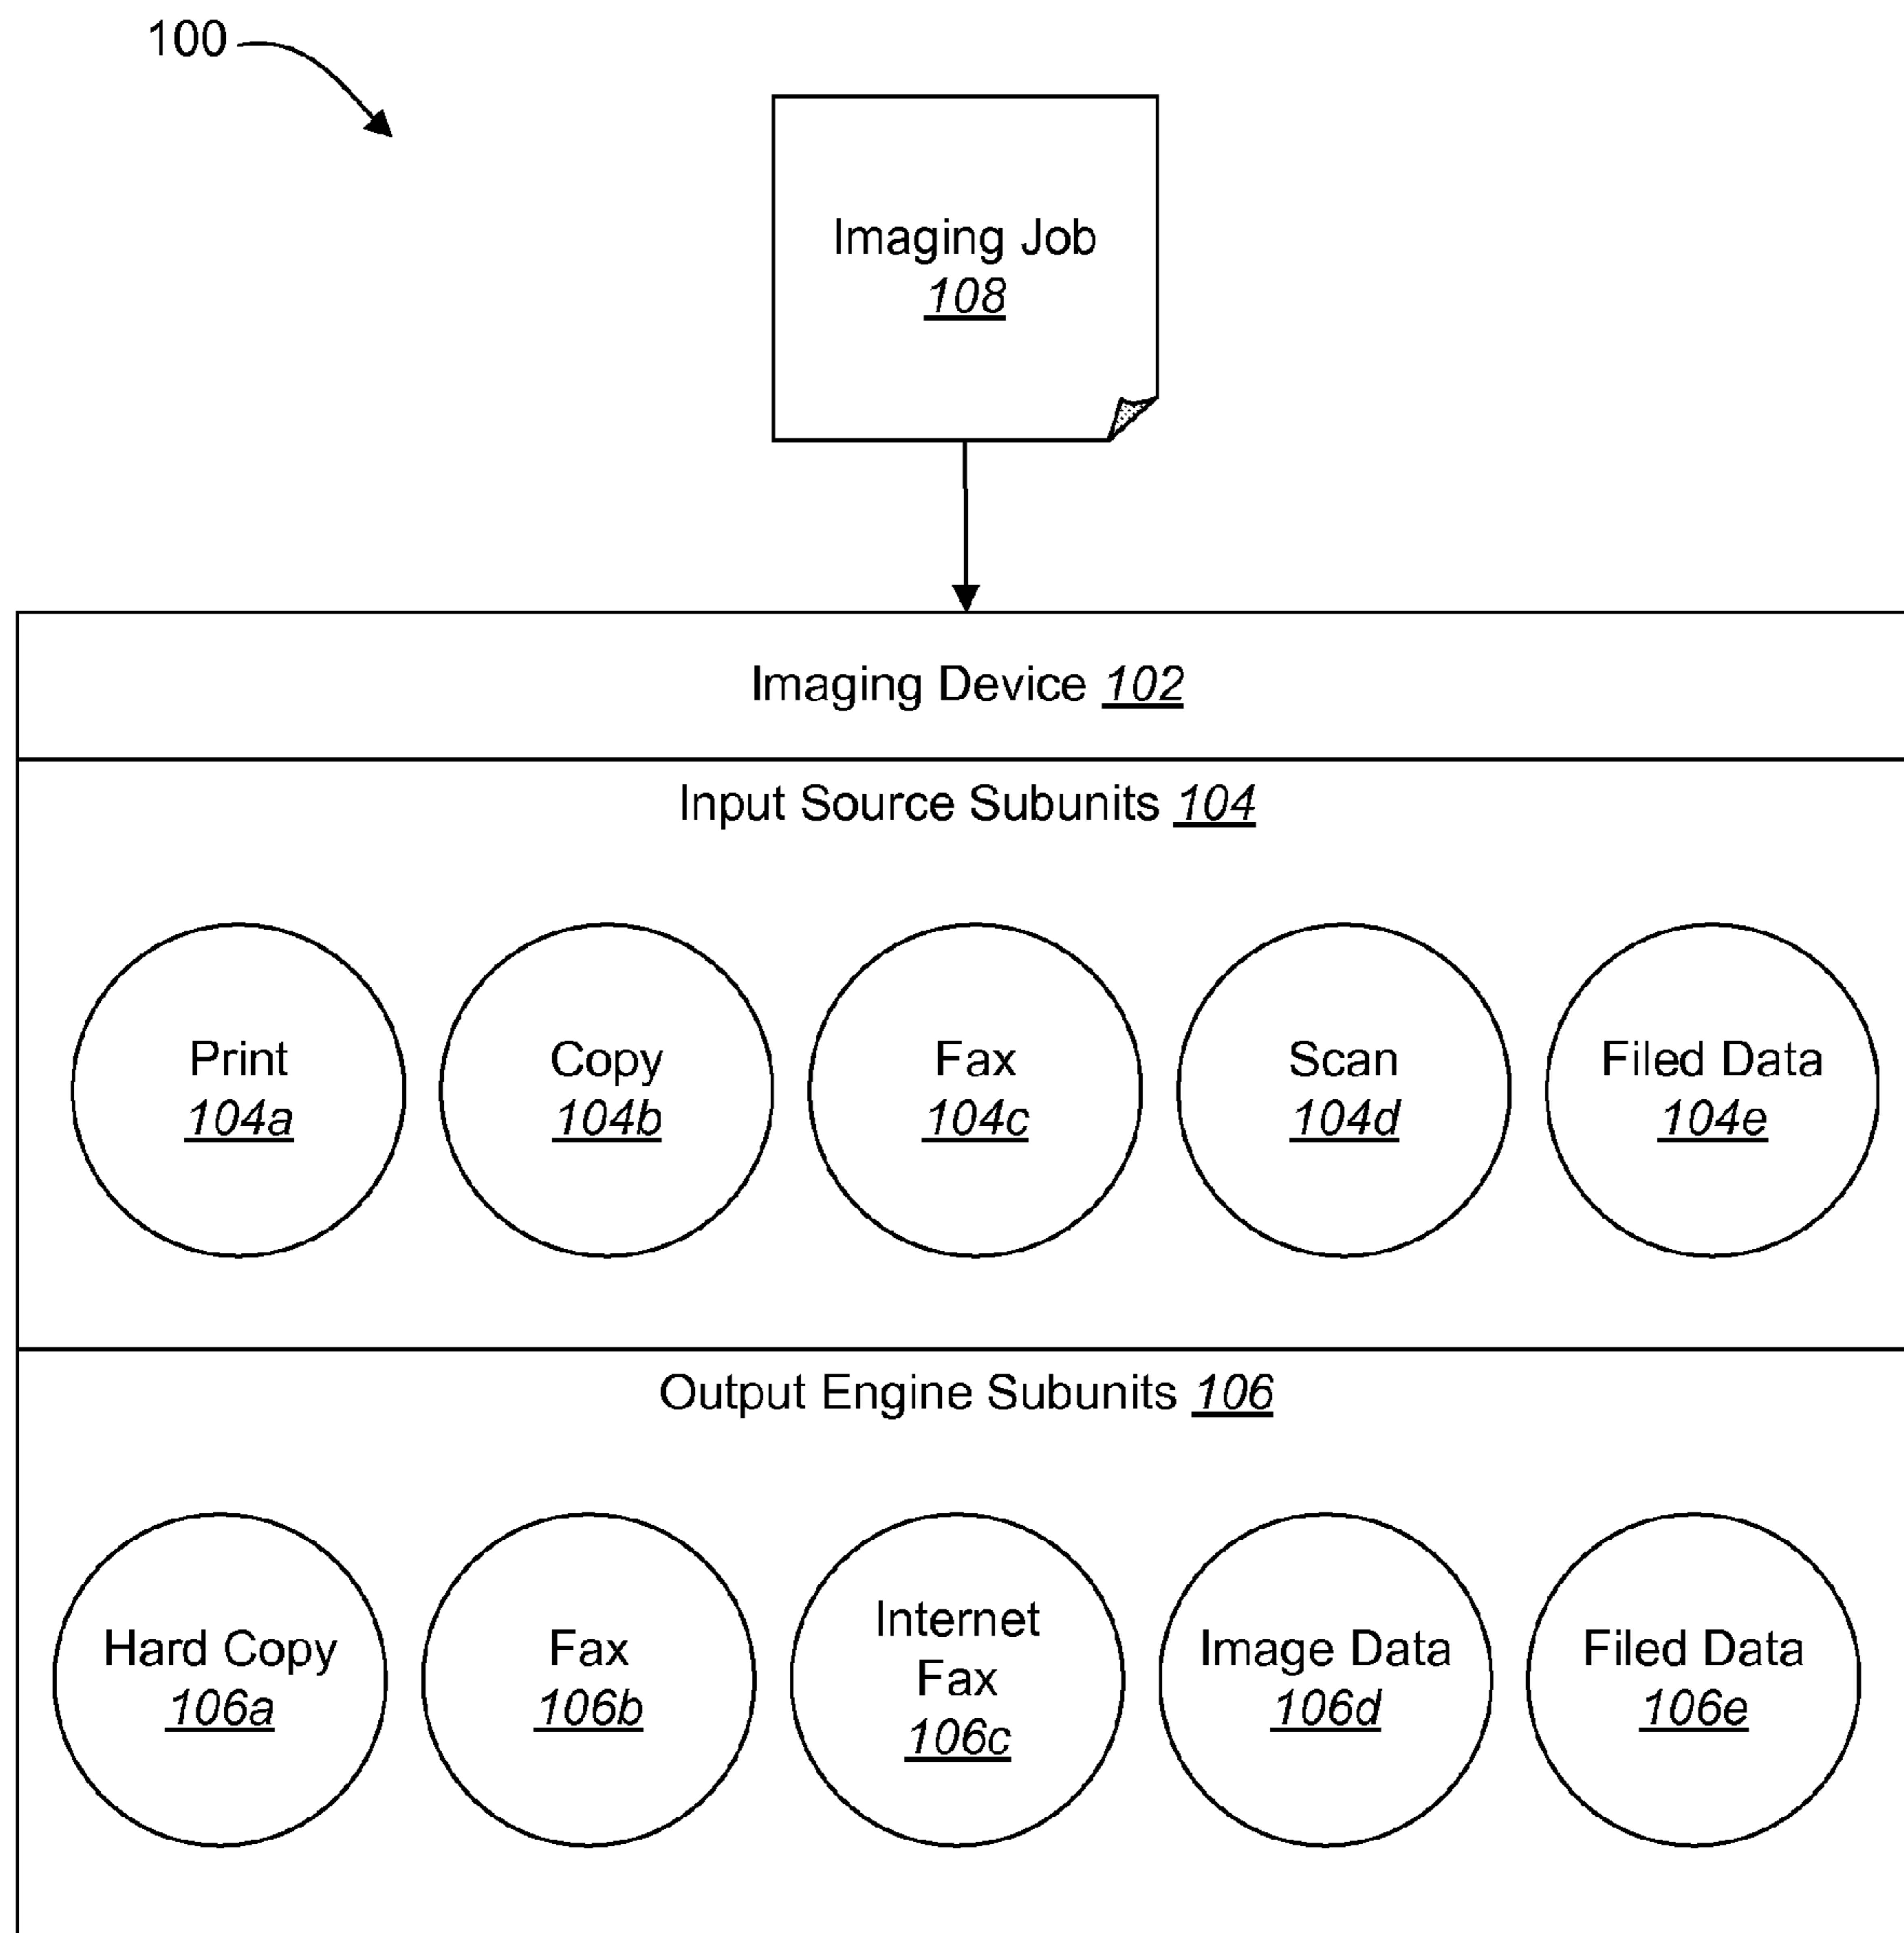 100
Imaging Job
108
Imaging Device 102
Input Source Subunits 104
Print
104a
Copy
104b
Fax
104c
Scan
104d
Filed Data
104e
Output Engine Subunits 106
Hard Copy
106a
Fax
106b
Internet
Fax
106c
Image Data
106d
Filed Data
106e